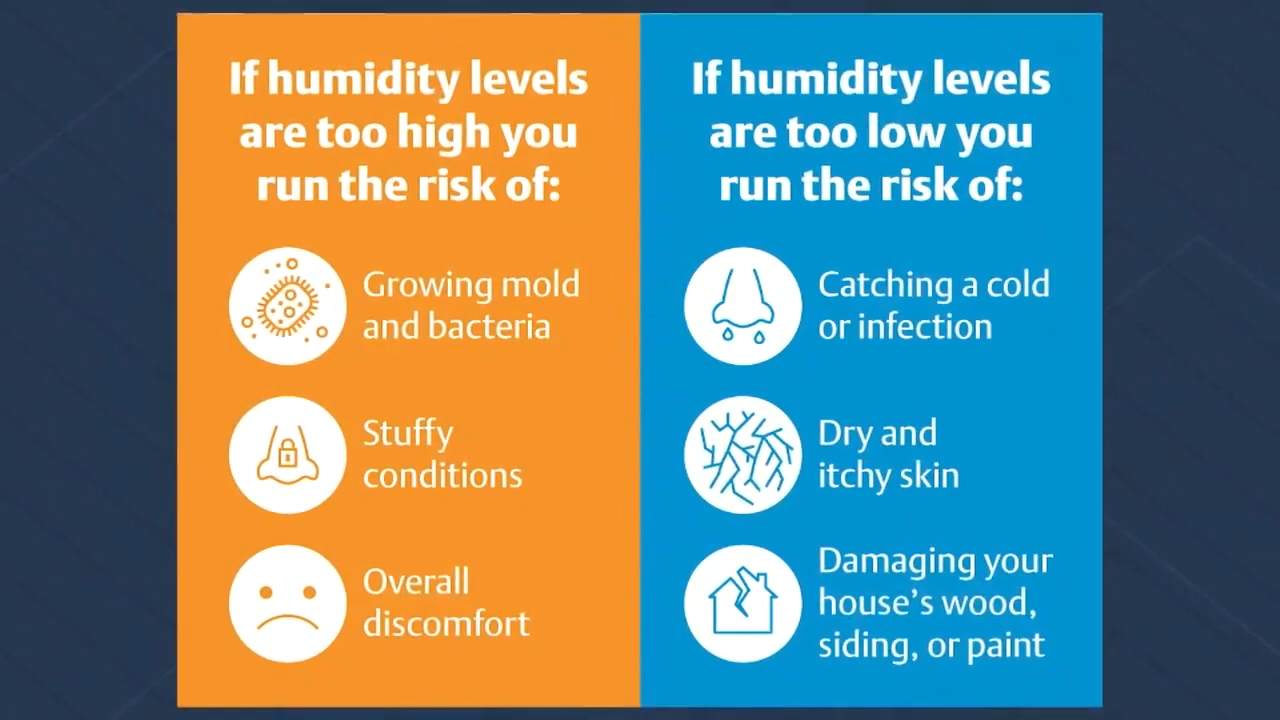 If humidity levels
are too high you
run the risk of:
Growing mold
and bacteria
Stuffy
conditions
Overall
discomfort
If humidity levels
are too low you
run the risk of:
Catching a cold
or infection
Dry and
itchy skin
Damaging your
house’s wood,
siding, or paint